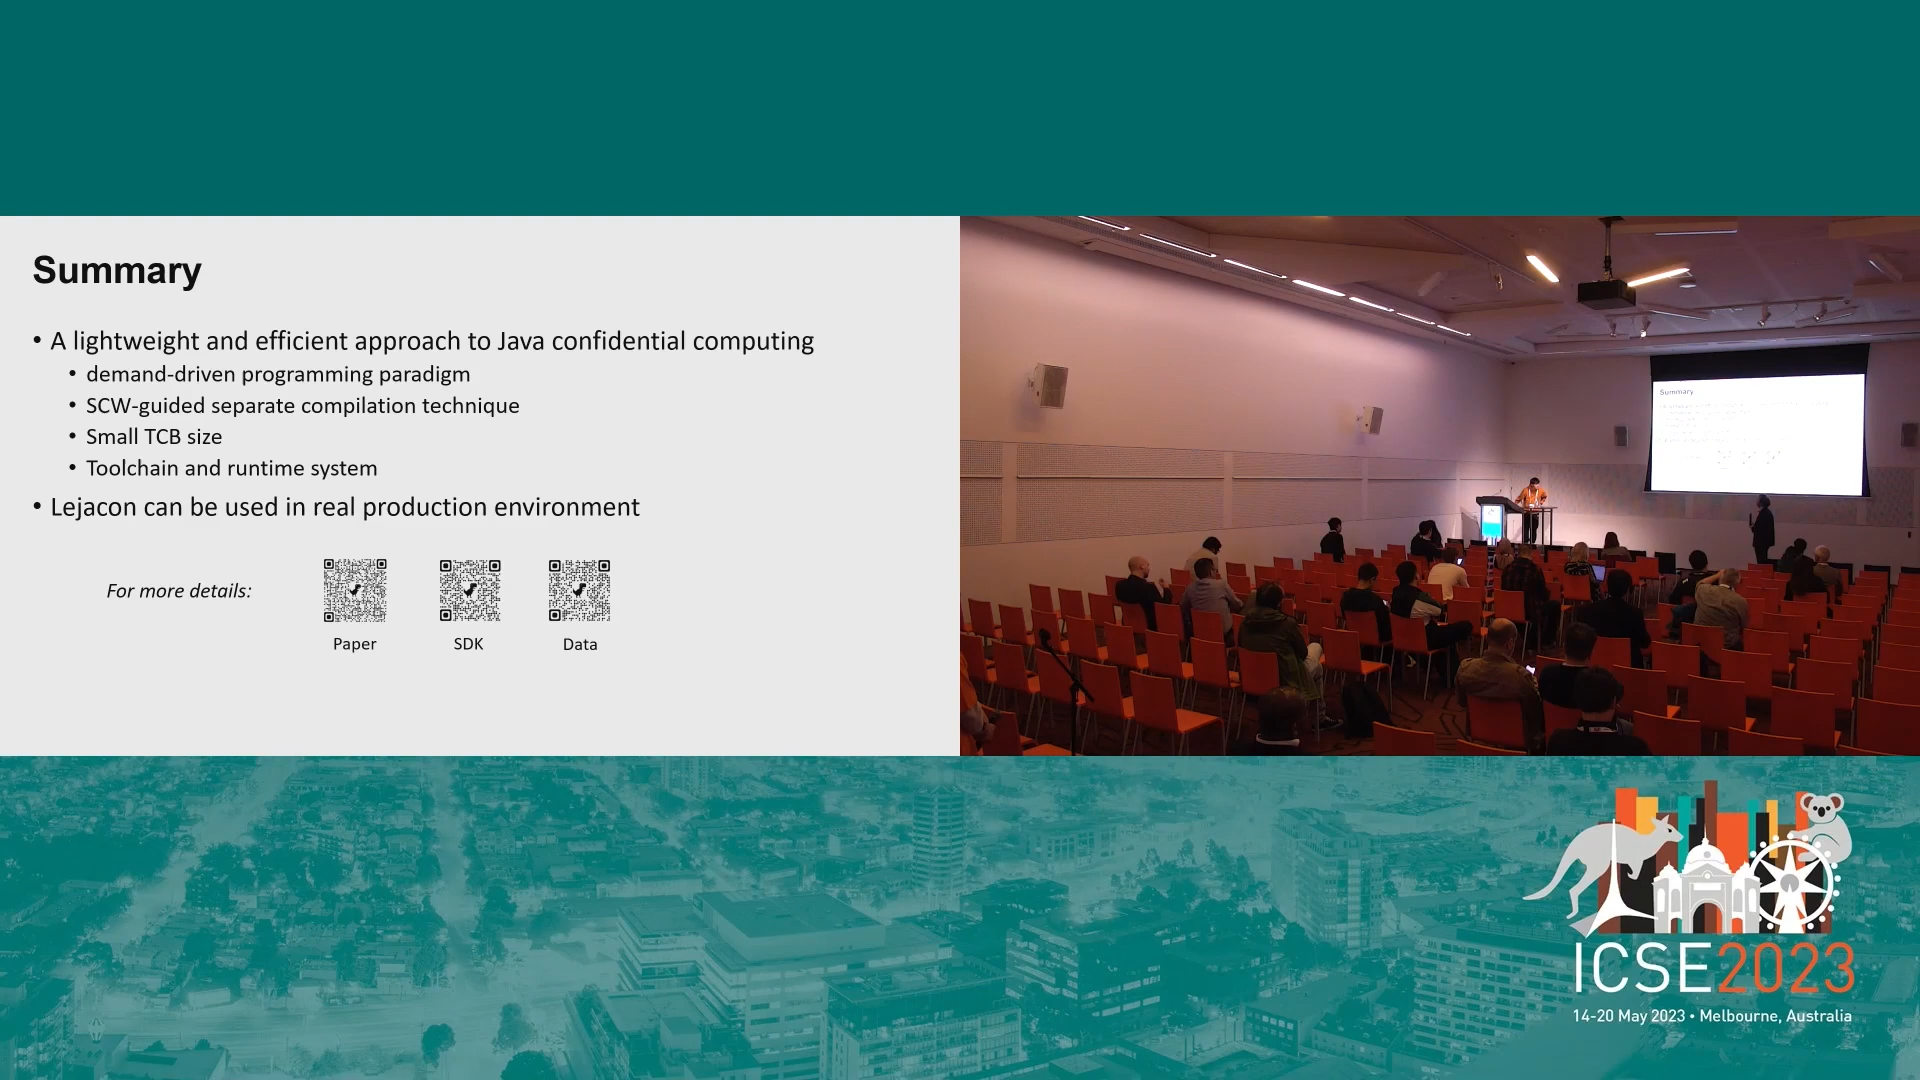 Summary
• A lightweight and efficient approach to Java confidential computing
• demand-driven programming paradigm
• SCW-guided separate compilation technique
• Small TCB size
• Toolchain and runtime system
• Lejacon can be used in real production environment
For more details:
Paper
SDK
Data
Summary
ICSE2023
14-20 May 2023 • Melbourne, Australia